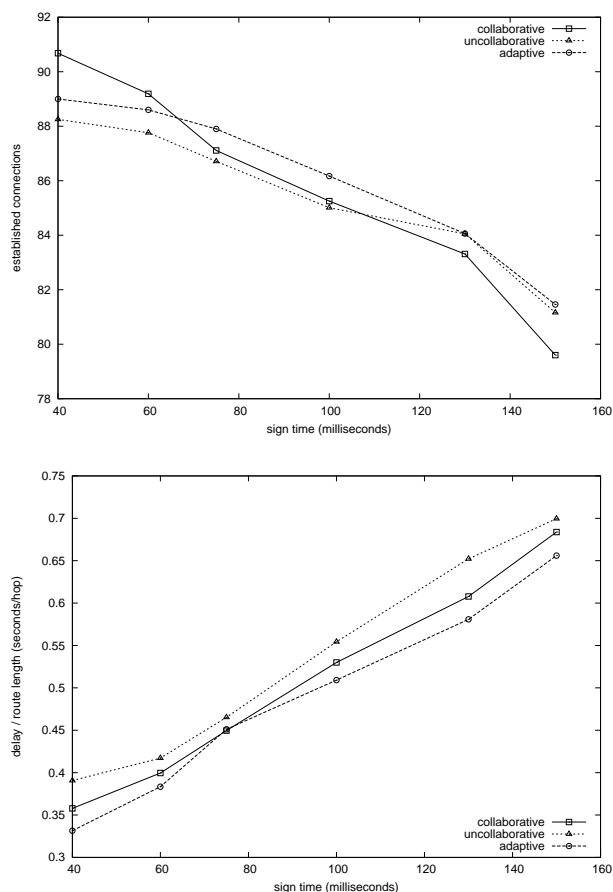 92
90
88
86
84
82
80
78
established connections
collaborative
uncollaborative
adaptive
40 60 80 100 120 140 160
sign time (milliseconds)
0.75
0.7
0.65
0.6
0.55
0.5
0.45
0.4
0.35
0.3
delay / route length (seconds/hop)
collaborative
uncollaborative
adaptive
40 60 80 100 120 140 160
sign time (milliseconds)